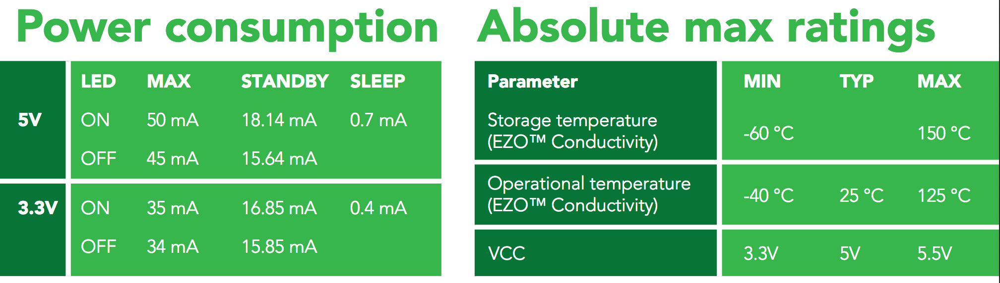 Power consumption
LED MAX STANDBY SLEEP
5V ON 50 mA 18.14 mA 0.7 mA
OFF 45 mA 15.64 mA
3.3V ON 35 mA 16.85 mA 0.4 mA
OFF 34 mA 15.85 mA
Absolute max ratings
Parameter MIN TYP MAX
Storage temperature
(EZO™ Conductivity) -60 °C 150 °C
Operational temperature
(EZO™ Conductivity) -40 °C 25 °C 125 °C
VCC 3.3V 5V 5.5V